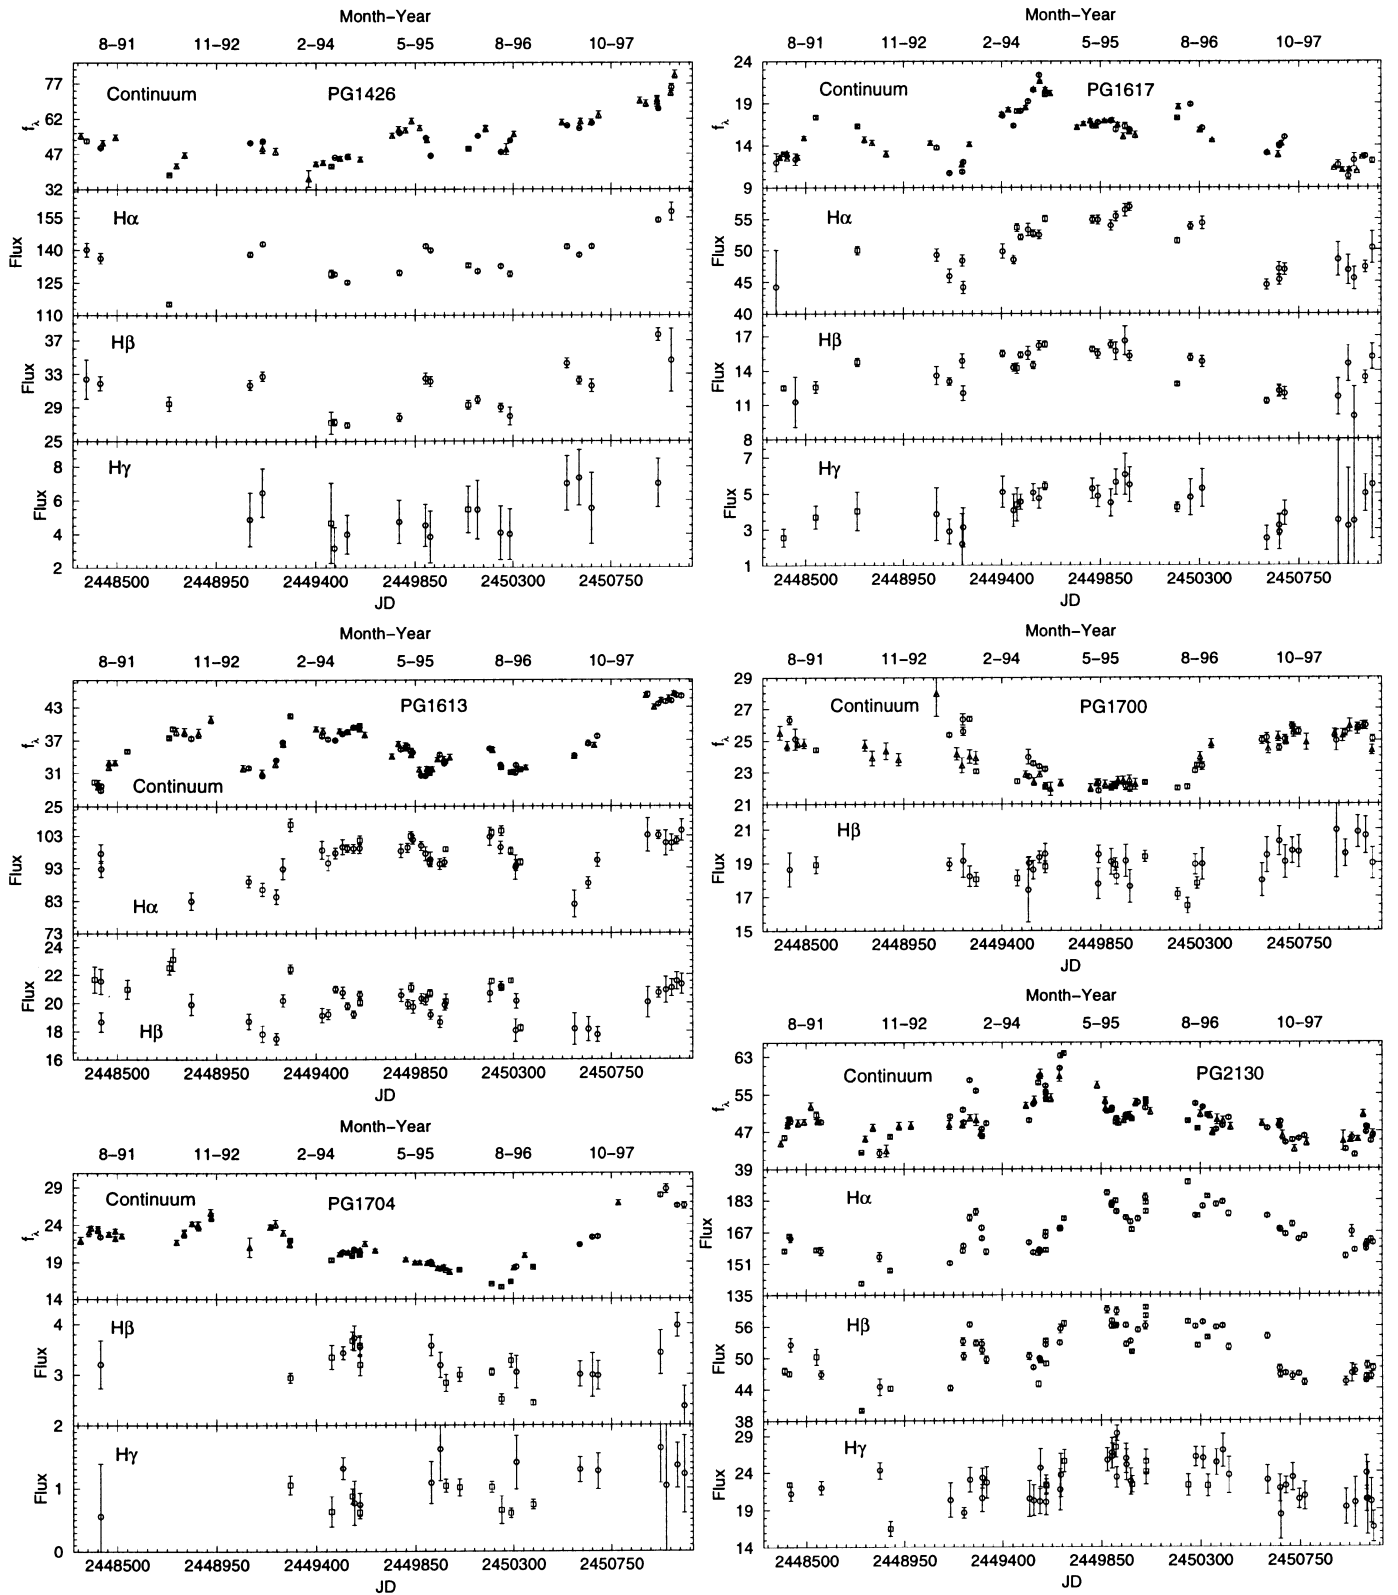 Month-Year
8-91 11-92 2-94 5-95 8-96 10-97
Continuum PG1426
fλ
77
62
47
32
Hα
Flux
155
140
125
110
Hβ
Flux
37
33
29
25
Hγ
Flux
8
6
4
2
2448500 2448950 2449400 2449850 2450300 2450750
JD
Month-Year
8-91 11-92 2-94 5-95 8-96 10-97
PG1613
Continuum
fλ
43
37
31
25
Hα
Flux
103
93
83
73
Hβ
Flux
24
22
20
18
16
2448500 2448950 2449400 2449850 2450300 2450750
JD
Month-Year
8-91 11-92 2-94 5-95 8-96 10-97
Continuum PG1704
fλ
29
24
19
14
Hβ
Flux
4
3
2
Hγ
Flux
2
1
0
2448500 2448950 2449400 2449850 2450300 2450750
JD
Month-Year
8-91 11-92 2-94 5-95 8-96 10-97
Continuum PG1617
fλ
24
19
14
9
Hα
Flux
55
50
45
40
Hβ
Flux
17
14
11
8
Hγ
Flux
7
5
3
1
2448500 2448950 2449400 2449850 2450300 2450750
JD
Month-Year
8-91 11-92 2-94 5-95 8-96 10-97
Continuum PG1700
fλ
29
27
25
23
21
Hβ
Flux
21
19
17
15
2448500 2448950 2449400 2449850 2450300 2450750
JD
Month-Year
8-91 11-92 2-94 5-95 8-96 10-97
Continuum PG2130
fλ
63
55
47
39
Hα
Flux
183
167
151
135
Hβ
Flux
56
50
44
38
Hγ
Flux
29
24
19
14
2448500 2448950 2449400 2449850 2450300 2450750
JD